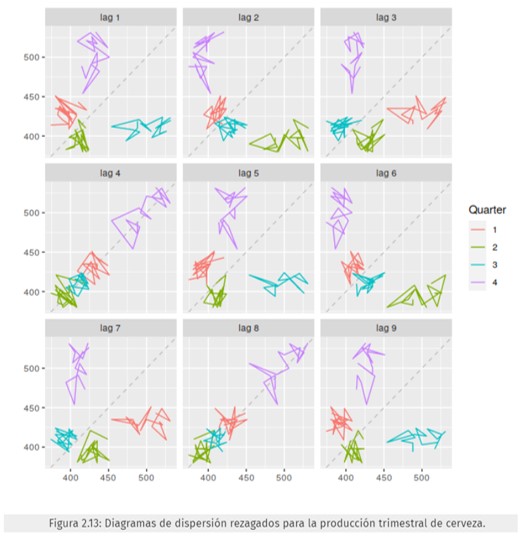 lag 1 lag 2 lag 3
500
450
400
lag 4 lag 5 lag 6
500
450
400
lag 7 lag 8 lag 9
500
450
400
400 450 500 400 450 500 400 450 500
Quarter
1
2
3
4
Figura 2.13: Diagramas de dispersión rezagados para la producción trimestral de cerveza.